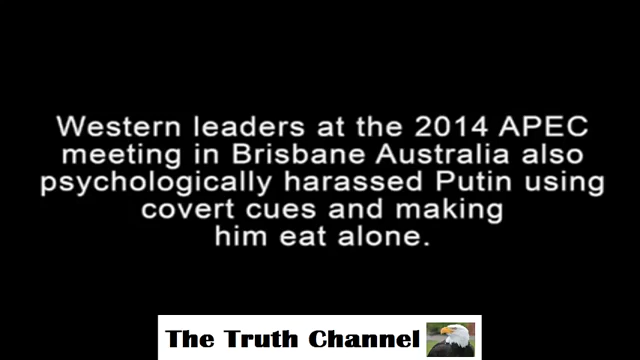 Western leaders at the 2014 APEC
meeting in Brisbane Australia also
psychologically harassed Putin using
covert cues and making
him eat alone.
The Truth Channel